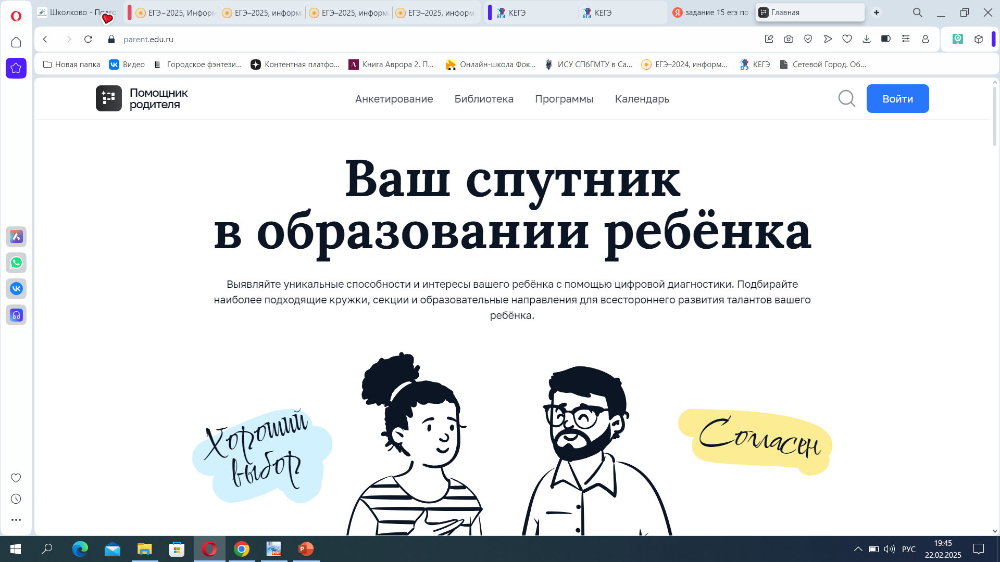 Школково - Подго
ЕГЭ–2025, Информ
ЕГЭ–2025, информ
ЕГЭ–2025, информ
ЕГЭ–2025, информ
КЕГЭ
КЕГЭ
задание 15 егэ по
Главная
parent.edu.ru
Новая папка
Видео
Городское фэнтези...
Контентная платфо...
Книга Аврора 2. П...
Онлайн-школа Фок...
ИСУ СПбГМТУ в Са...
ЕГЭ–2024, информ...
КЕГЭ
Сетевой Город. Об...
Помощник
родителя
Анкетирование
Библиотека
Программы
Календарь
Войти
Ваш спутник
в образовании ребёнка
Выявляйте уникальные способности и интересы вашего ребёнка с помощью цифровой диагностики. Подбирайте
наиболее подходящие кружки, секции и образовательные направления для всестороннего развития талантов вашего
ребёнка.
Хороший
выбор
Согласен
РУС
19:45
22.02.2025